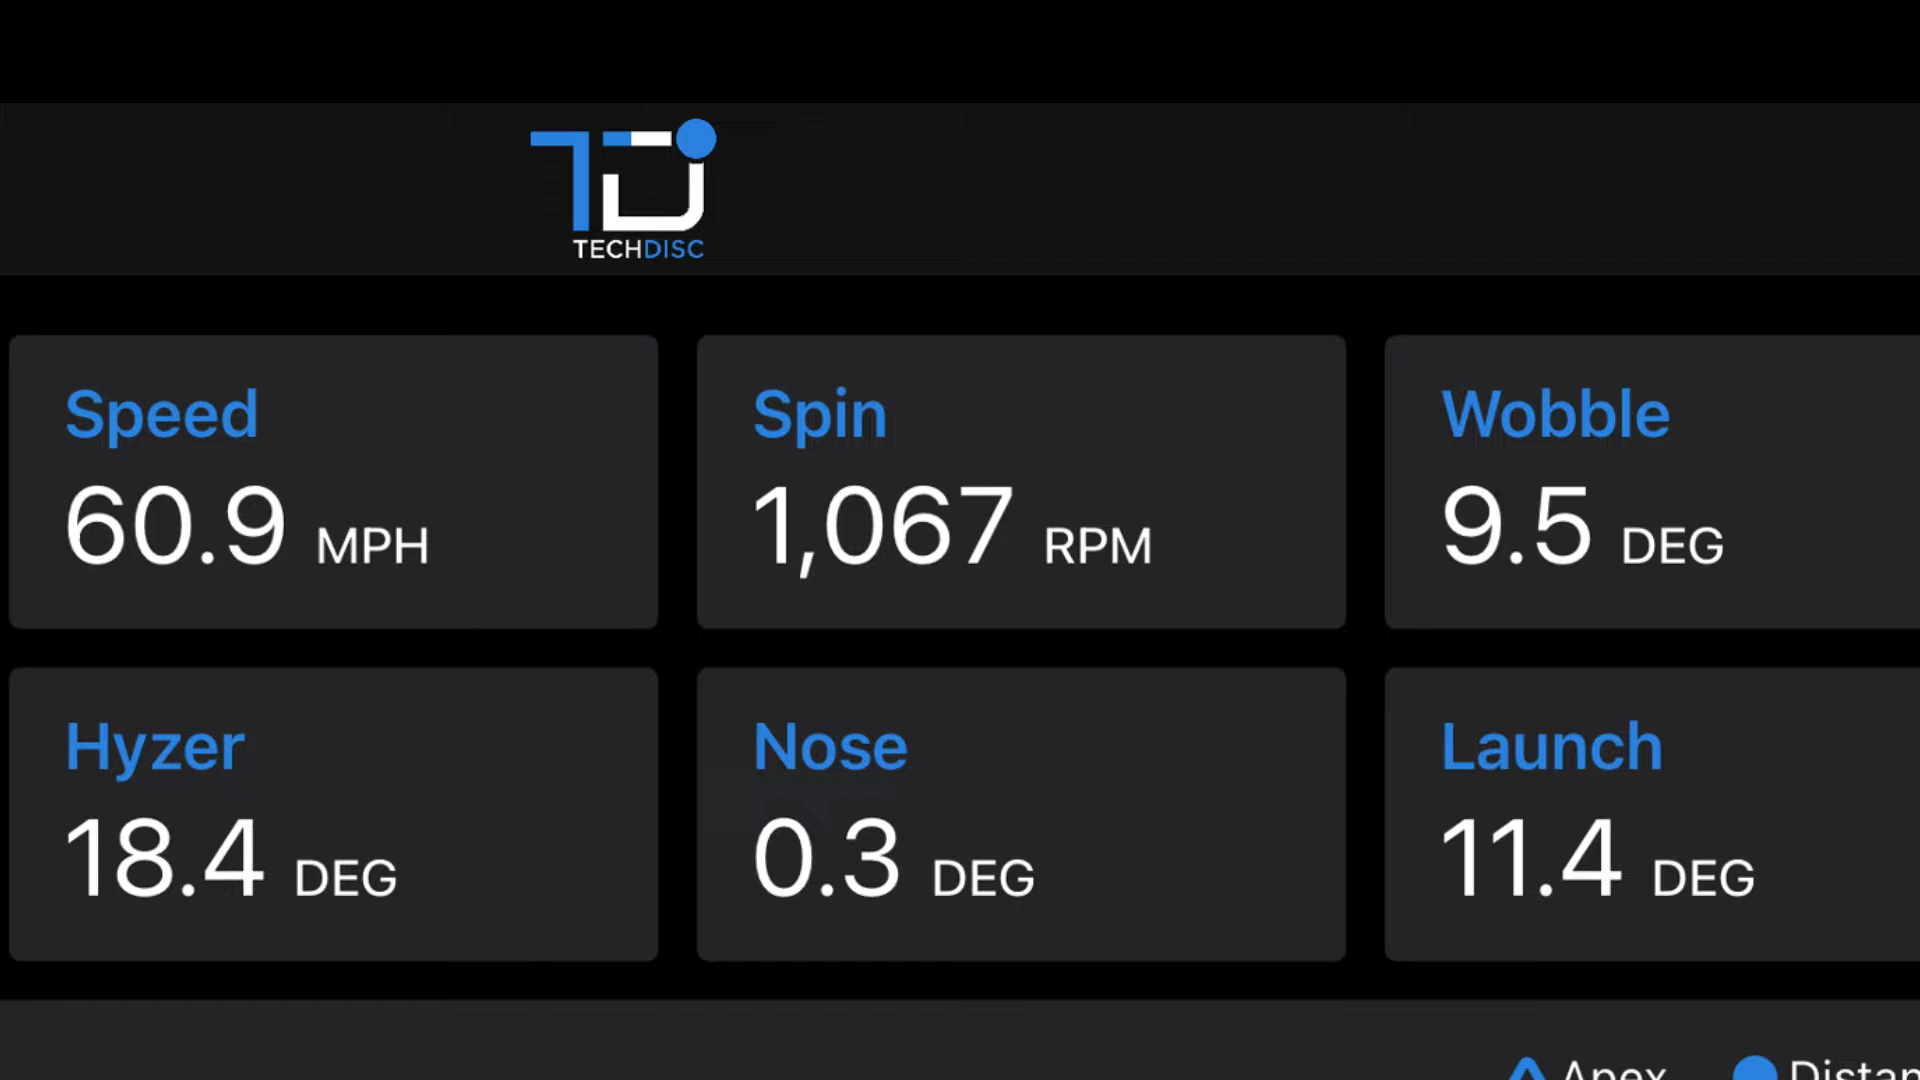 TECHDISC
Speed
60.9 MPH
Spin
1,067 RPM
Wobble
9.5 DEG
Hyzer
18.4 DEG
Nose
0.3 DEG
Launch
11.4 DEG
Apex